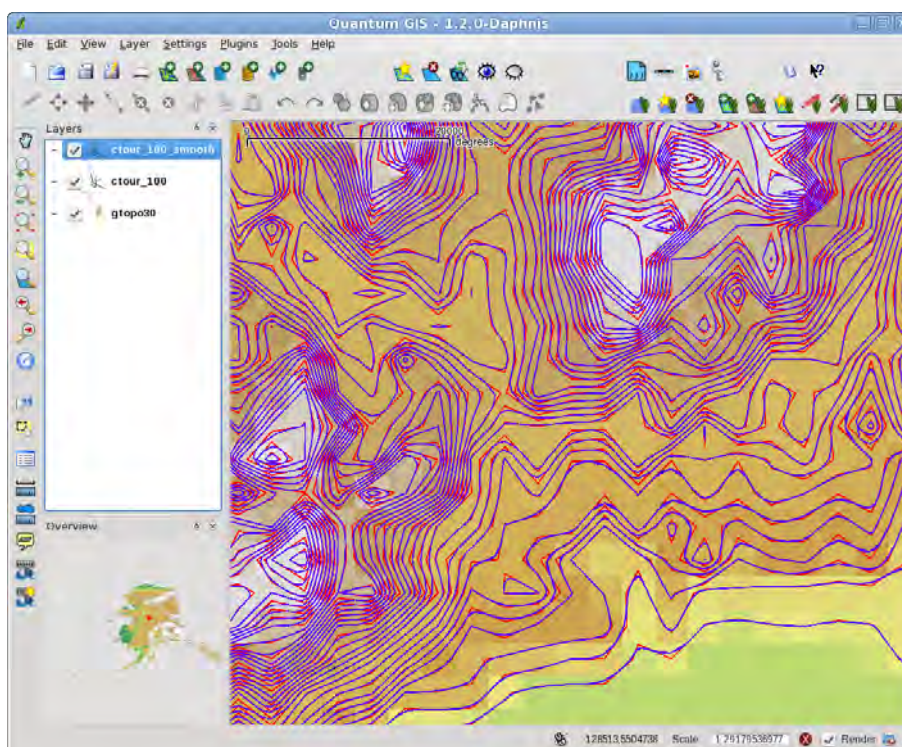 Quantum GIS - 1.2.0-Daphnis
File Edit View Layer Settings Plugins Tools Help
Layers
0 20000
degrees
ctour_100_smooth
ctour_100
gtopo30
Overview
Scale
Render